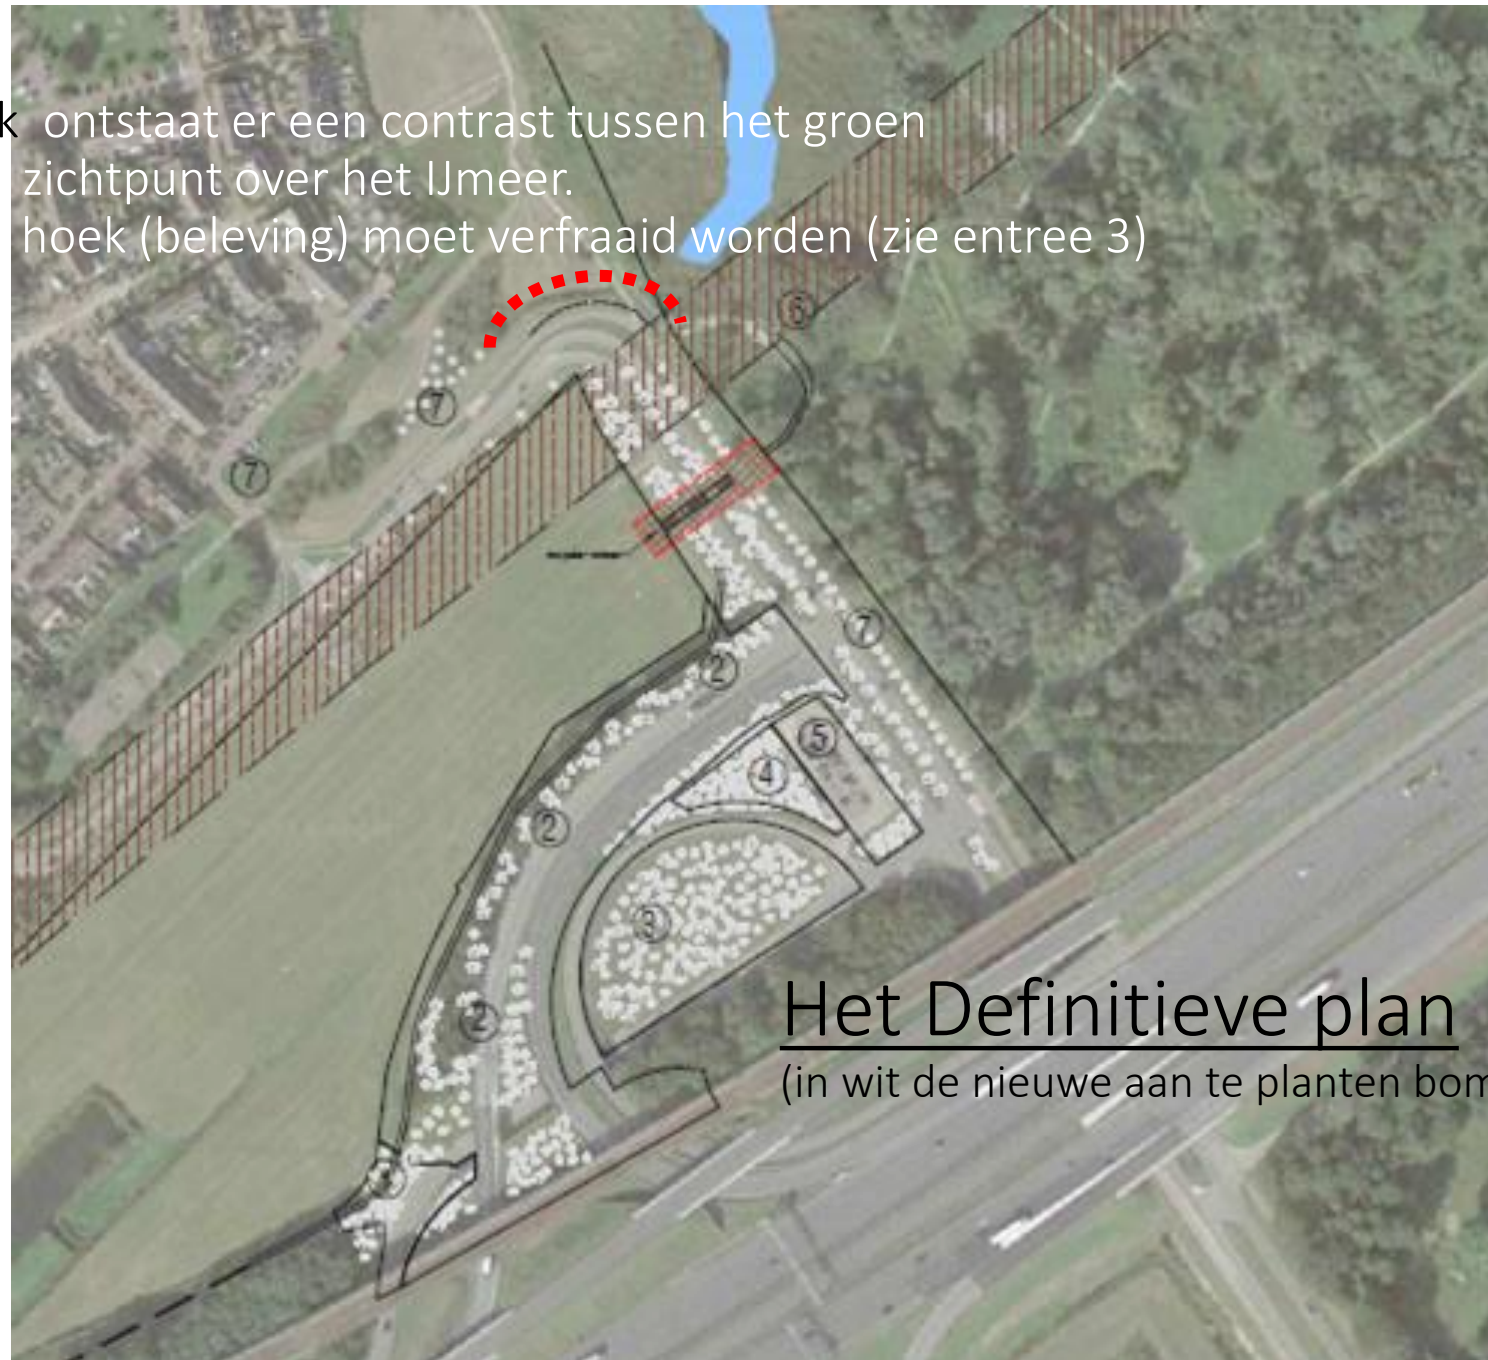 k ontstaat er een contrast tussen het groen
zichtpunt over het IJmeer.
hoek (beleving) moet verfraaid worden (zie entree 3)
6
7
7
7
2
5
4
2
3
2
Het Definitieve plan
(in wit de nieuwe aan te planten bom